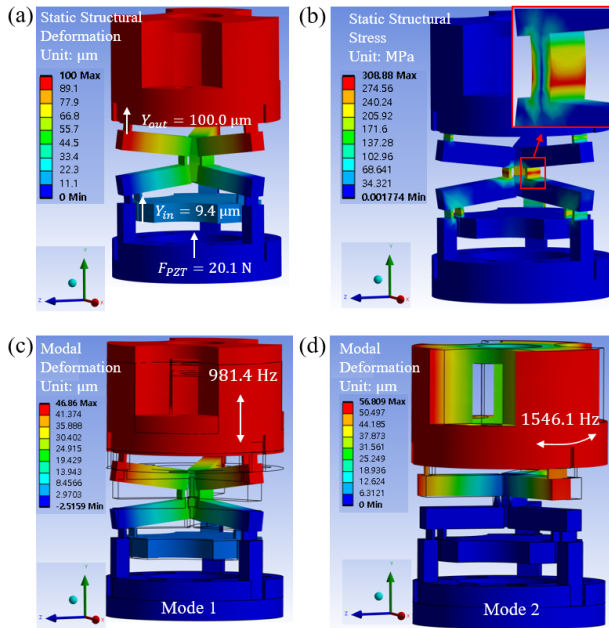 (a)
Static Structural
Deformation
Unit: μm
100 Max
89.1
77.9
66.8
55.7
44.5
33.4
22.3
11.1
0 Min
Y_out = 100.0 μm
Y_in = 9.4 μm
F_PZT = 20.1 N
Y
Z
X
(b)
Static Structural
Stress
Unit: MPa
308.88 Max
274.56
240.24
205.92
171.6
137.28
102.96
68.641
34.321
0.001774 Min
Y
Z
X
(c)
Modal
Deformation
Unit: μm
46.86 Max
41.374
35.888
30.402
24.915
19.429
13.943
8.4566
2.9703
-2.5159 Min
981.4 Hz
Mode 1
Y
Z
X
(d)
Modal
Deformation
Unit: μm
56.809 Max
50.497
44.185
37.873
31.561
25.249
18.936
12.624
6.3121
0 Min
1546.1 Hz
Mode 2
Y
Z
X